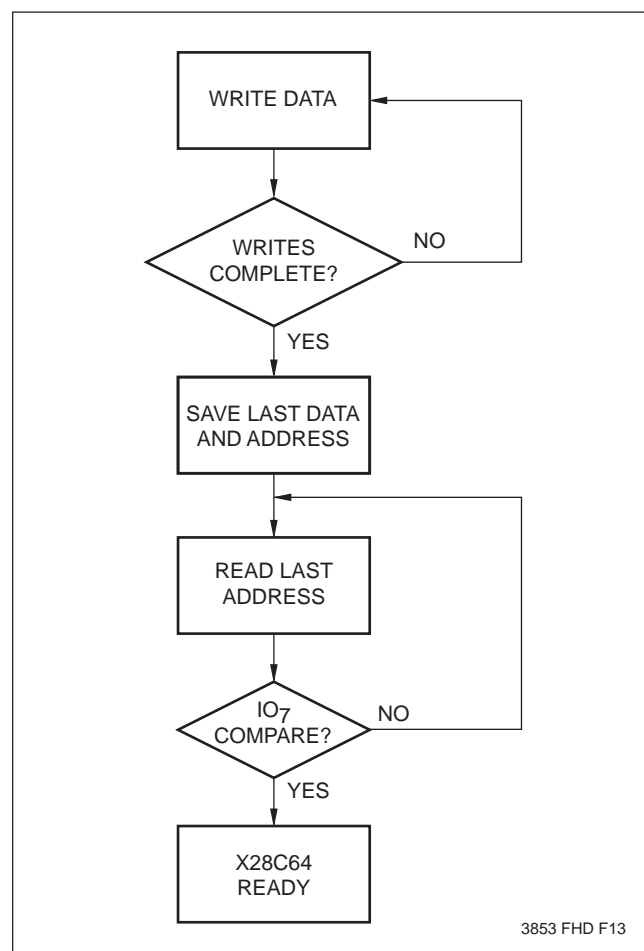 WRITE DATA
WRITES
COMPLETE?
NO
YES
SAVE LAST DATA
AND ADDRESS
READ LAST
ADDRESS
IO7
COMPARE?
NO
YES
X28C64
READY
3853 FHD F13